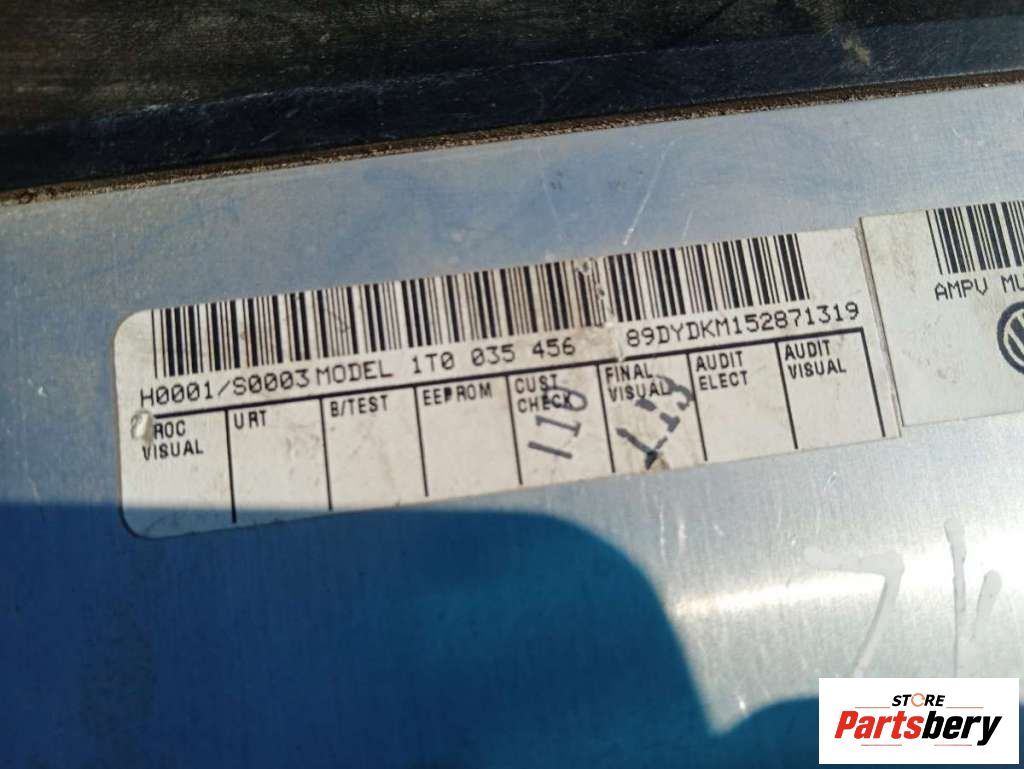 AMPV MU
H0001/S0003 MODEL 1T0 035 456 89DYDKM152871319
ROC VISUAL
URT
B/TEST
EEPROM
CUST CHECK
FINAL VISUAL
AUDIT ELECT
AUDIT VISUAL
STORE
Partsbery